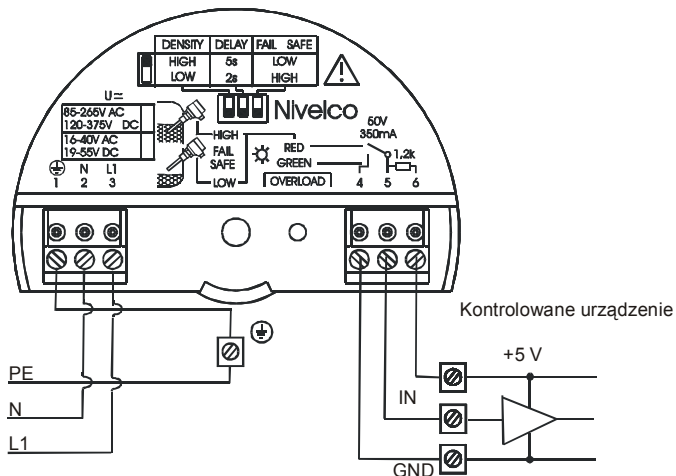 DENSITY DELAY FAIL SAFE
HIGH 5s LOW
LOW 2s HIGH
U
85-265V AC
120-375V DC
16-40V AC
19-55V DC
Nivelco
HIGH
FAIL
SAFE
LOW
RED
GREEN
OVERLOAD
60V
350mA
1,2k
N L1
1 2 3
4 5 6
Kontrolowane urządzenie
+5 V
PE
N
L1
IN
GND